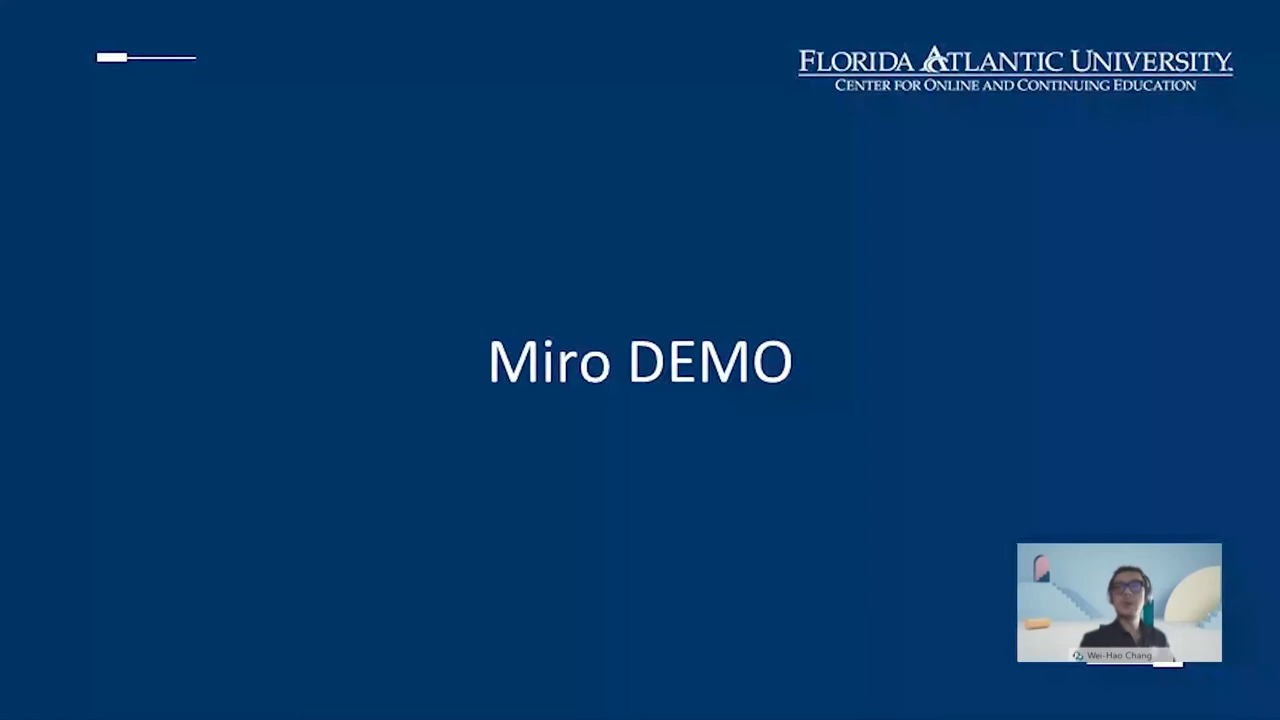 FLORIDA ATLANTIC UNIVERSITY.
CENTER FOR ONLINE AND CONTINUING EDUCATION
Miro DEMO
Wei-Hao Chang